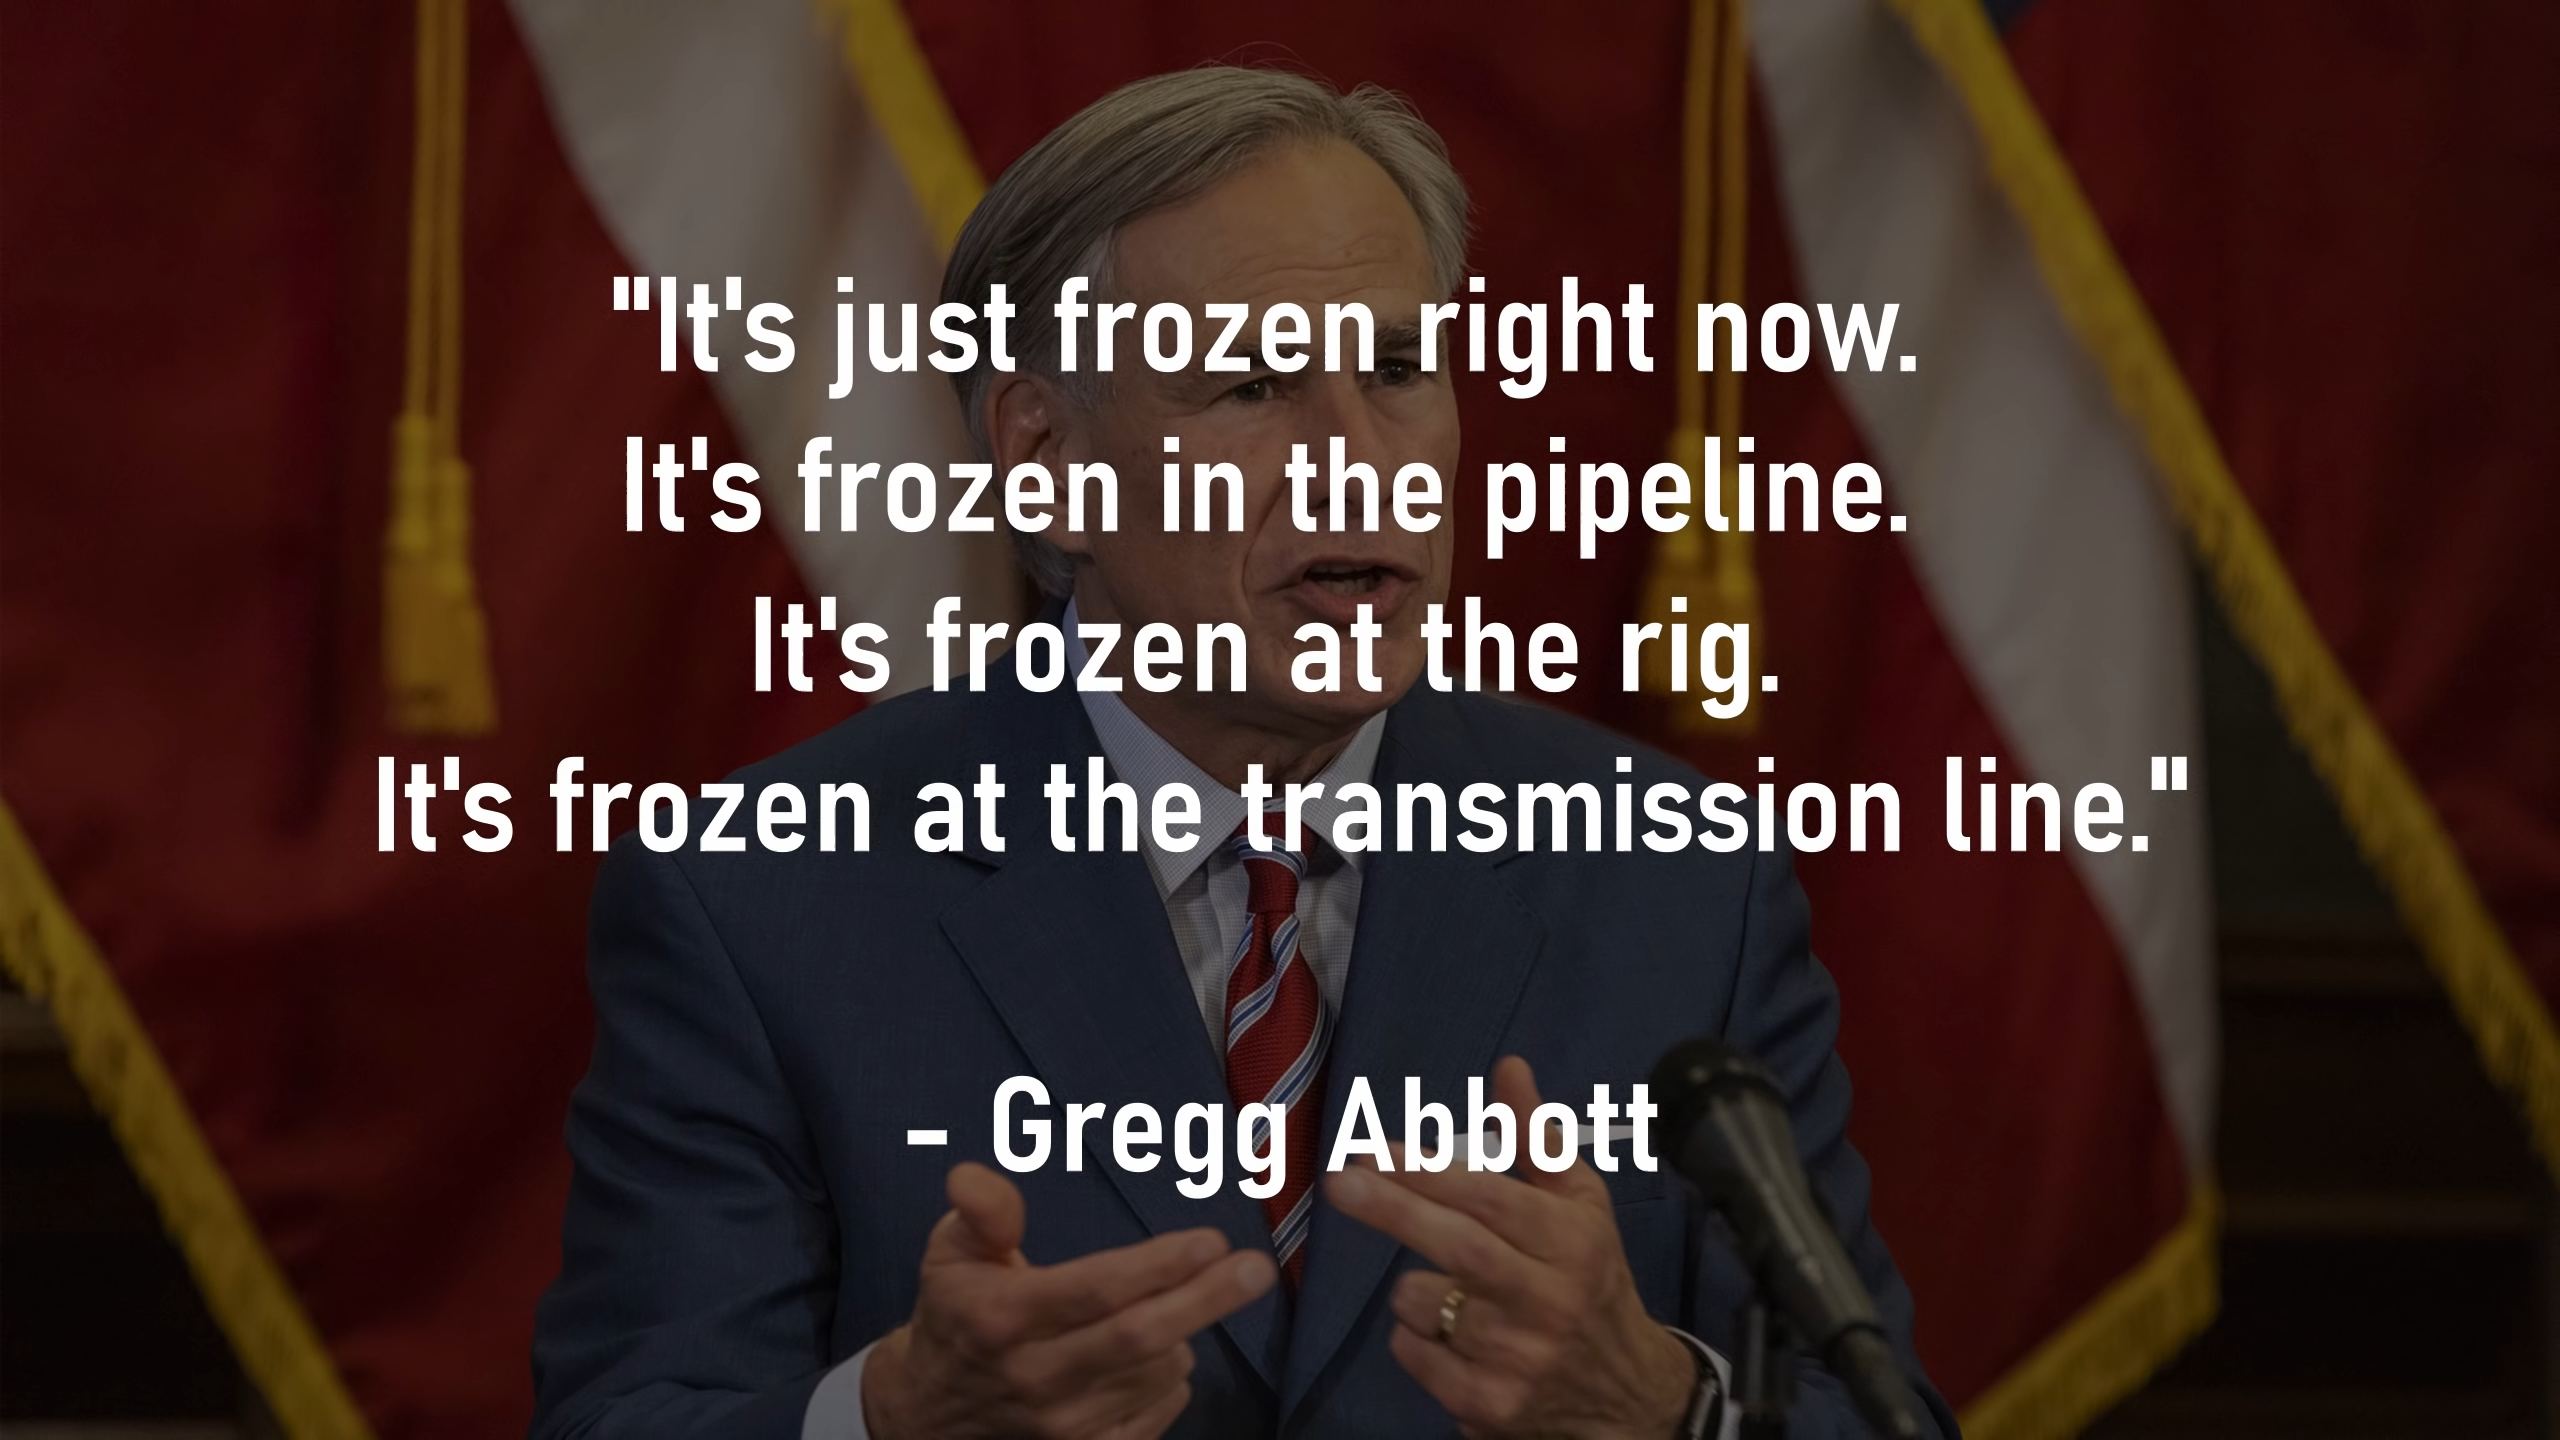 "It's just frozen right now.
It's frozen in the pipeline.
It's frozen at the rig.
It's frozen at the transmission line."
- Gregg Abbott